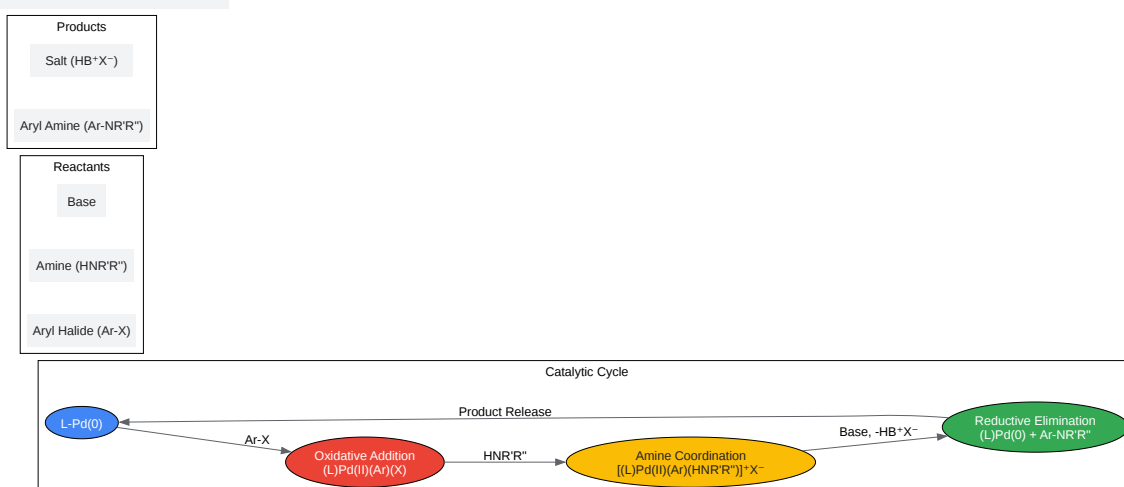 Products
Salt (HB⁺X⁻)
Aryl Amine (Ar-NR'R")
Reactants
Base
Amine (HNR'R")
Aryl Halide (Ar-X)
Catalytic Cycle
L-Pd(0)
Product Release
Ar-X
Oxidative Addition
(L)Pd(II)(Ar)(X)
HNR'R"
Amine Coordination
[(L)Pd(II)(Ar)(HNR'R")]⁺X⁻
Base, -HB⁺X⁻
Reductive Elimination
(L)Pd(0) + Ar-NR'R"